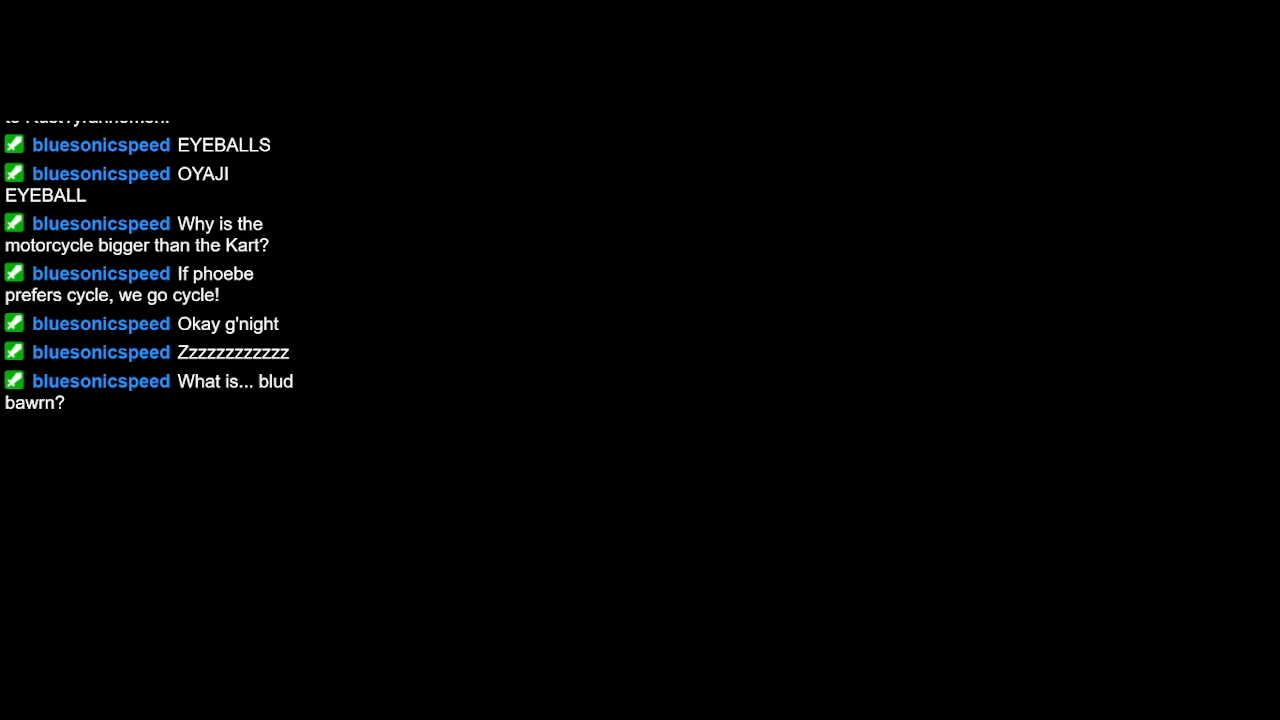 bluesonicspeed EYEBALLS
bluesonicspeed OYAJI
EYEBALL
bluesonicspeed Why is the
motorcycle bigger than the Kart?
bluesonicspeed If phoebe
prefers cycle, we go cycle!
bluesonicspeed Okay g'night
bluesonicspeed Zzzzzzzzzzzz
bluesonicspeed What is... blud
bawrn?